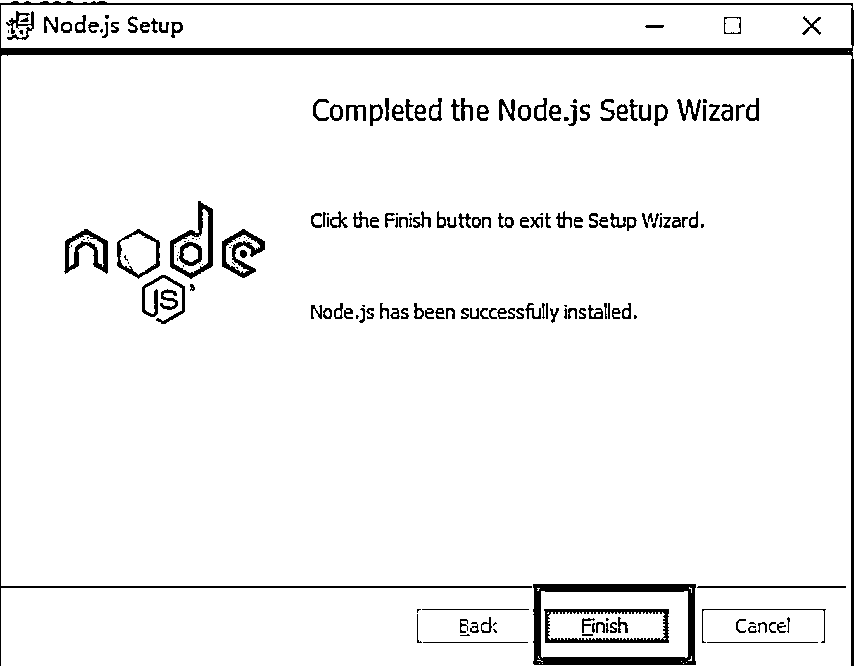 Node.js Setup
Completed the Node.js Setup Wizard
Click the Finish button to exit the Setup Wizard.
node
JS
Node.js has been successfully installed.
Back Finish Cancel